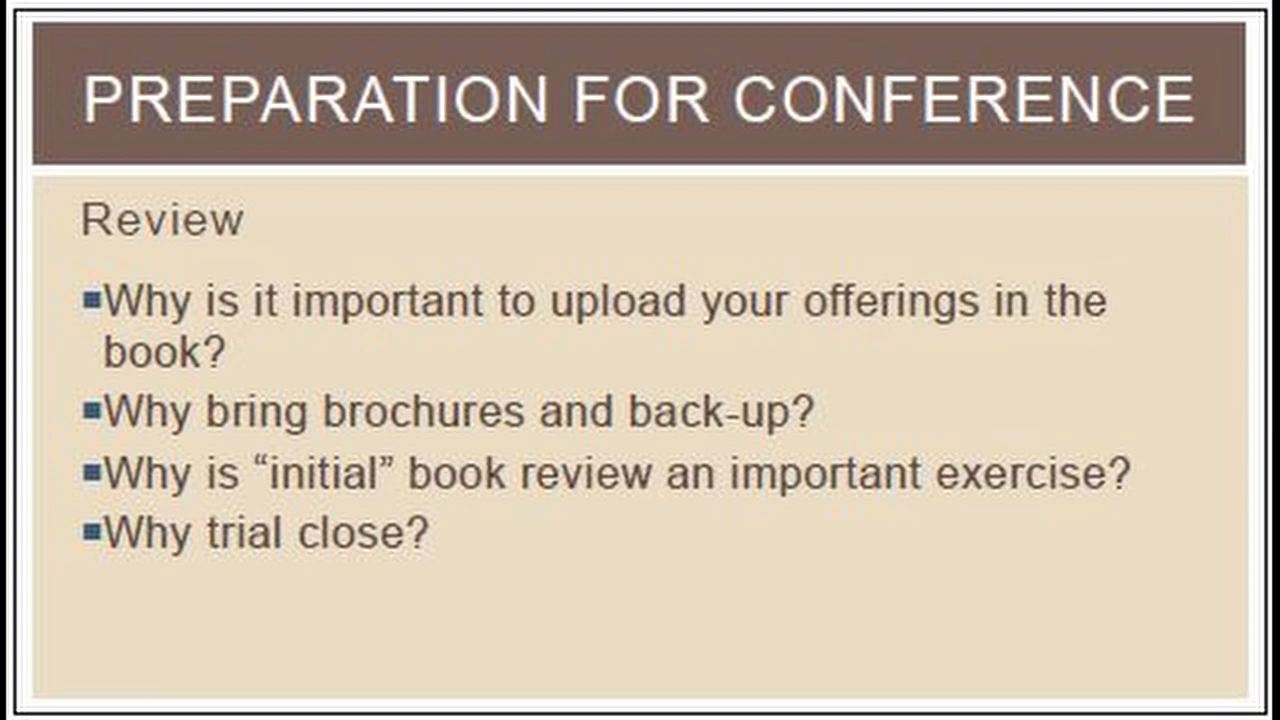 PREPARATION FOR CONFERENCE
Review
■Why is it important to upload your offerings in the
book?
■Why bring brochures and back-up?
■Why is “initial” book review an important exercise?
■Why trial close?